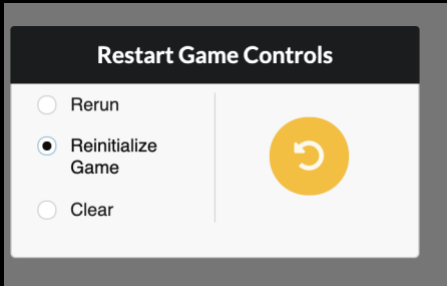 Restart Game Controls
Rerun
Reinitialize
Game
Clear